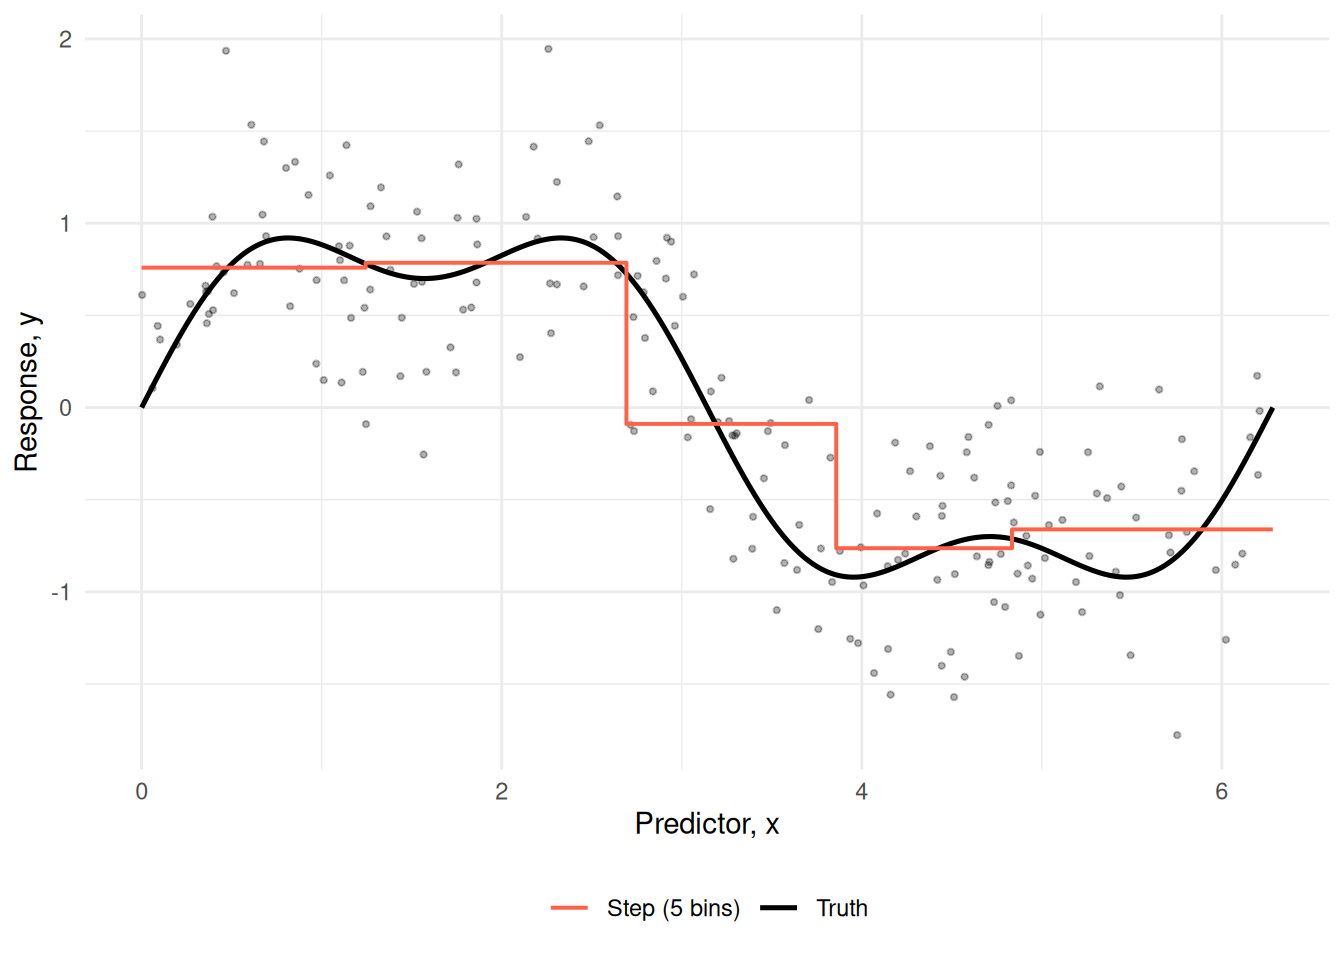 2
1
0
-1
Response, y
0 2 4 6
Predictor, x
Step (5 bins) Truth